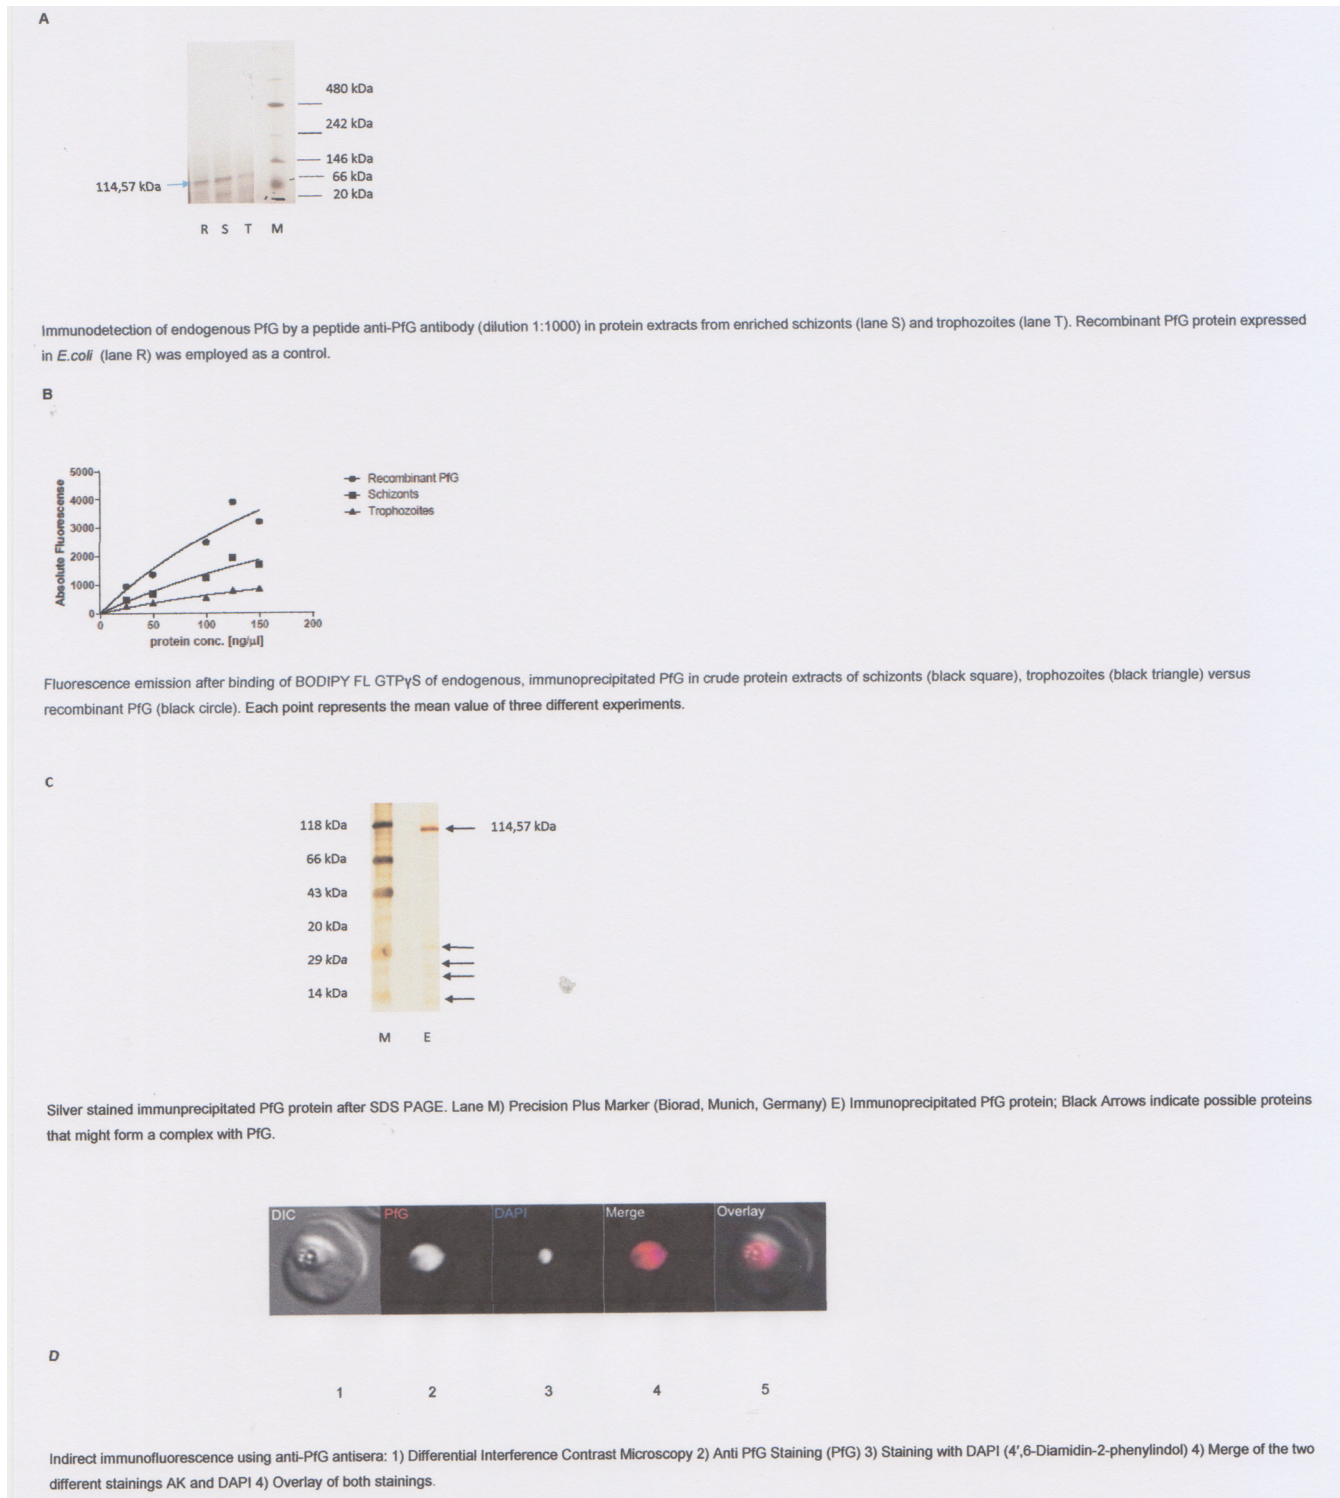 A
480 kDa
242 kDa
146 kDa
66 kDa
114,57 kDa
20 kDa
R S T M
Immunodetection of endogenous PfG by a peptide anti-PfG antibody (dilution 1:1000) in protein extracts from enriched schizonts (lane S) and trophozoites (lane T). Recombinant PfG protein expressed
in E.coli (lane R) was employed as a control.
B
5000
4000
3000
2000
1000
0
Absolute Fluorescense
0 50 100 150 200
protein conc. [ng/µl]
Recombinant PfG
Schizonts
Trophozoites
Fluorescence emission after binding of BODIPY FL GTPγS of endogenous, immunoprecipitated PfG in crude protein extracts of schizonts (black square), trophozoites (black triangle) versus
recombinant PfG (black circle). Each point represents the mean value of three different experiments.
C
118 kDa
114,57 kDa
66 kDa
43 kDa
20 kDa
29 kDa
14 kDa
M E
Silver stained immunprecipitated PfG protein after SDS PAGE. Lane M) Precision Plus Marker (Biorad, Munich, Germany) E) Immunoprecipitated PfG protein; Black Arrows indicate possible proteins
that might form a complex with PfG.
DIC PfG DAPI Merge Overlay
D
1 2 3 4 5
Indirect immunofluorescence using anti-PfG antisera: 1) Differential Interference Contrast Microscopy 2) Anti PfG Staining (PfG) 3) Staining with DAPI (4',6-Diamidin-2-phenylindol) 4) Merge of the two
different stainings AK and DAPI 4) Overlay of both stainings.